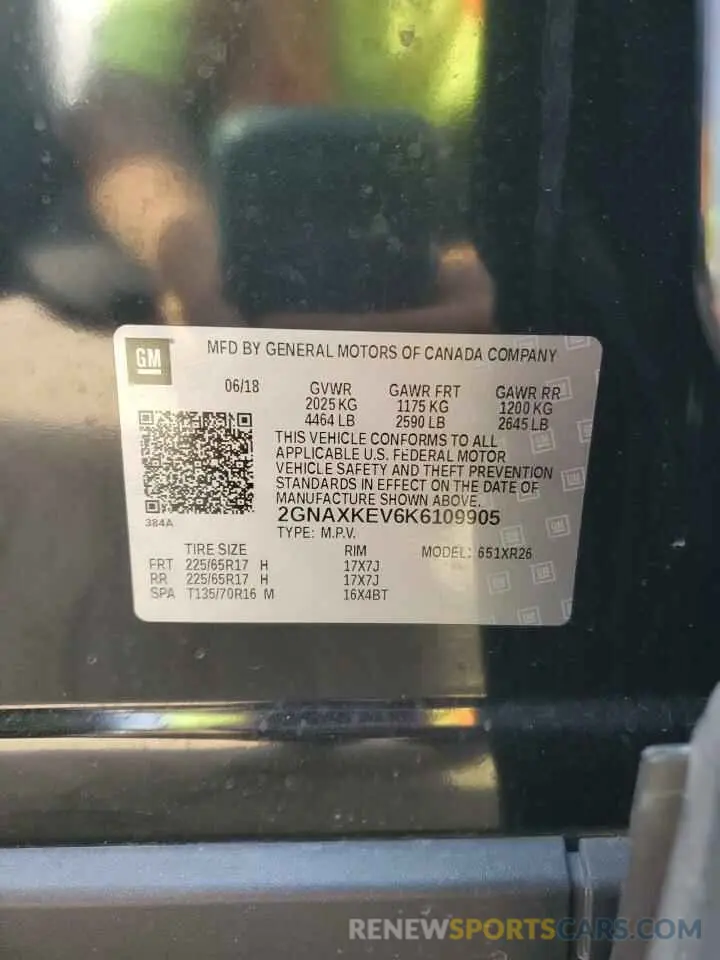 GM
MFD BY GENERAL MOTORS OF CANADA COMPANY
06/18 GVWR GAWR FRT GAWR RR
2025 KG 1175 KG 1200 KG
4464 LB 2590 LB 2645 LB
THIS VEHICLE CONFORMS TO ALL
APPLICABLE U.S. FEDERAL MOTOR
VEHICLE SAFETY AND THEFT PREVENTION
STANDARDS IN EFFECT ON THE DATE OF
MANUFACTURE SHOWN ABOVE.
384A
2GNAXKEV6K6109905
TYPE: M.P.V.
TIRE SIZE RIM MODEL: 651XR26
FRT 225/65R17 H 17X7J
RR 225/65R17 H 17X7J
SPA T135/70R16 M 16X4BT
RENEWSPORTSCARS.COM